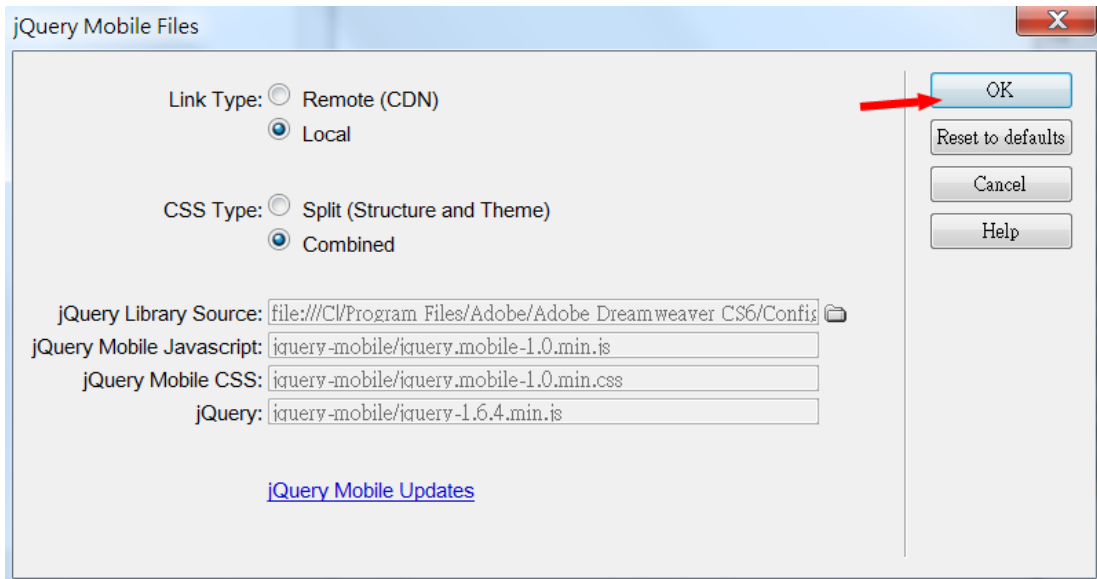 jQuery Mobile Files
Link Type: Remote (CDN)
Local
CSS Type: Split (Structure and Theme)
Combined
jQuery Library Source: file:///C|/Program Files/Adobe/Adobe Dreamweaver CS6/Config
jQuery Mobile Javascript: jquery-mobile/jquery.mobile-1.0.min.js
jQuery Mobile CSS: jquery-mobile/jquery.mobile-1.0.min.css
jQuery: jquery-mobile/jquery-1.6.4.min.js
jQuery Mobile Updates
OK
Reset to defaults
Cancel
Help